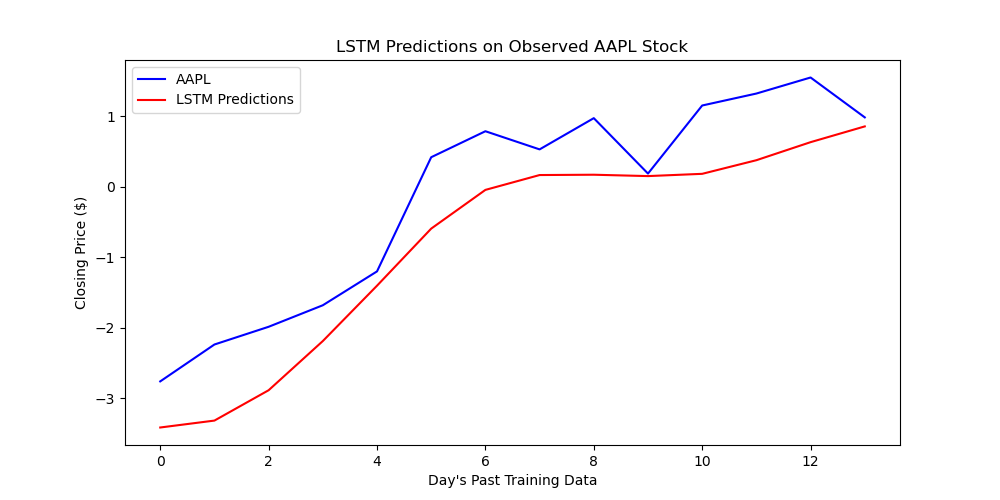 LSTM Predictions on Observed AAPL Stock
AAPL
LSTM Predictions
1
0
−1
−2
−3
Closing Price ($)
0 2 4 6 8 10 12
Day's Past Training Data